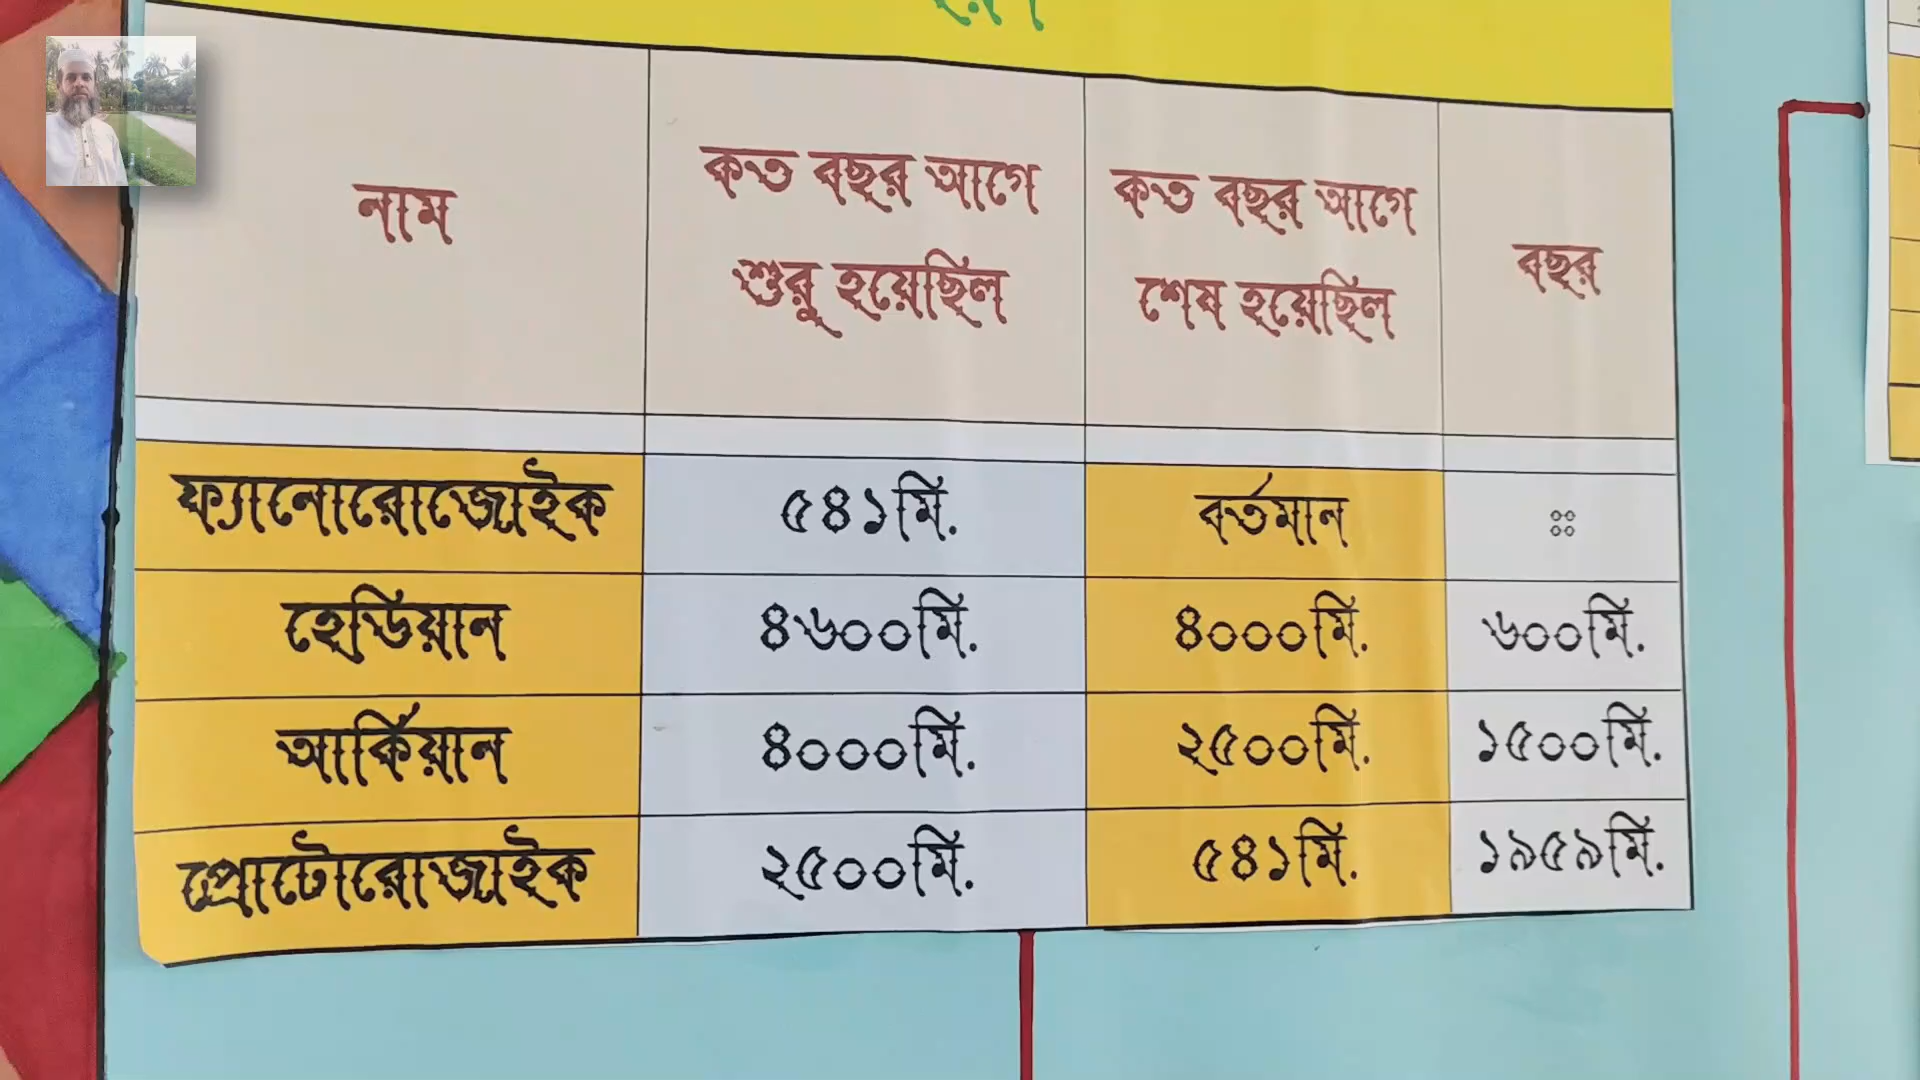 নাম
কত বছর আগে
শুরু হয়েছিল
কত বছর আগে
শেষ হয়েছিল
বছর
ফ্যানোরোজোইক ৫৪১মি. বর্তমান ঃঃ
হেডিয়ান ৪৬০০মি. ৪০০০মি. ৬০০মি.
আর্কিয়ান ৪০০০মি. ২৫০০মি. ১৫০০মি.
প্রোটোরোজাইক ২৫০০মি. ৫৪১মি. ১৯৫৯মি.